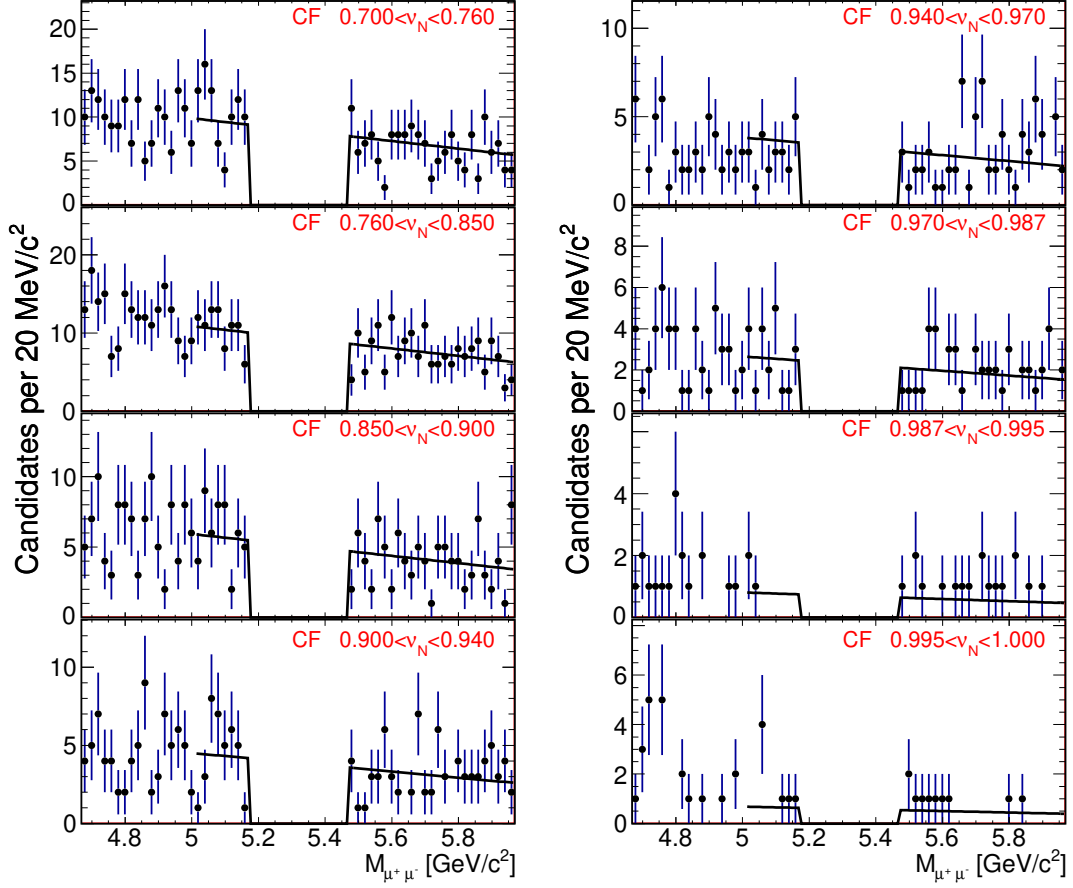 CF 0.700<ν_N<0.760
20
15
10
5
0
CF 0.760<ν_N<0.850
20
10
0
CF 0.850<ν_N<0.900
10
5
0
CF 0.900<ν_N<0.940
10
5
0
4.8 5 5.2 5.4 5.6 5.8
M_μ⁺ μ⁻ [GeV/c²]
Candidates per 20 MeV/c²
CF 0.940<ν_N<0.970
10
5
0
CF 0.970<ν_N<0.987
8
6
4
2
0
CF 0.987<ν_N<0.995
6
4
2
0
CF 0.995<ν_N<1.000
6
4
2
0
4.8 5 5.2 5.4 5.6 5.8
M_μ⁺ μ⁻ [GeV/c²]
Candidates per 20 MeV/c²